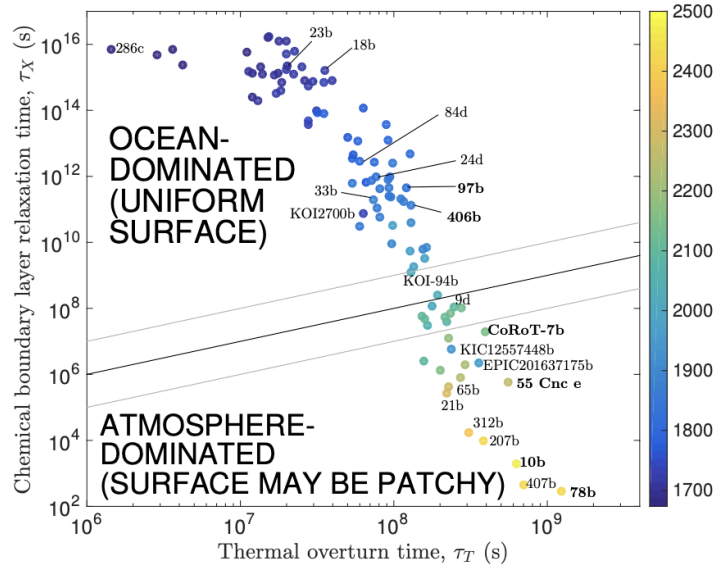 10^16
10^14
10^12
10^10
10^8
10^6
10^4
10^2
Chemical boundary layer relaxation time, τ_X (s)
286c
23b
18b
OCEAN-
DOMINATED
(UNIFORM
SURFACE)
84d
24d
33b
97b
KOI2700b
406b
KOI-94b
9d
CoRoT-7b
KIC12557448b
EPIC201637175b
55 Cnc e
65b
21b
ATMOSPHERE-
DOMINATED
(SURFACE MAY BE PATCHY)
312b
207b
10b
407b
78b
10^6
10^7
10^8
10^9
Thermal overturn time, τ_T (s)
2500
2400
2300
2200
2100
2000
1900
1800
1700